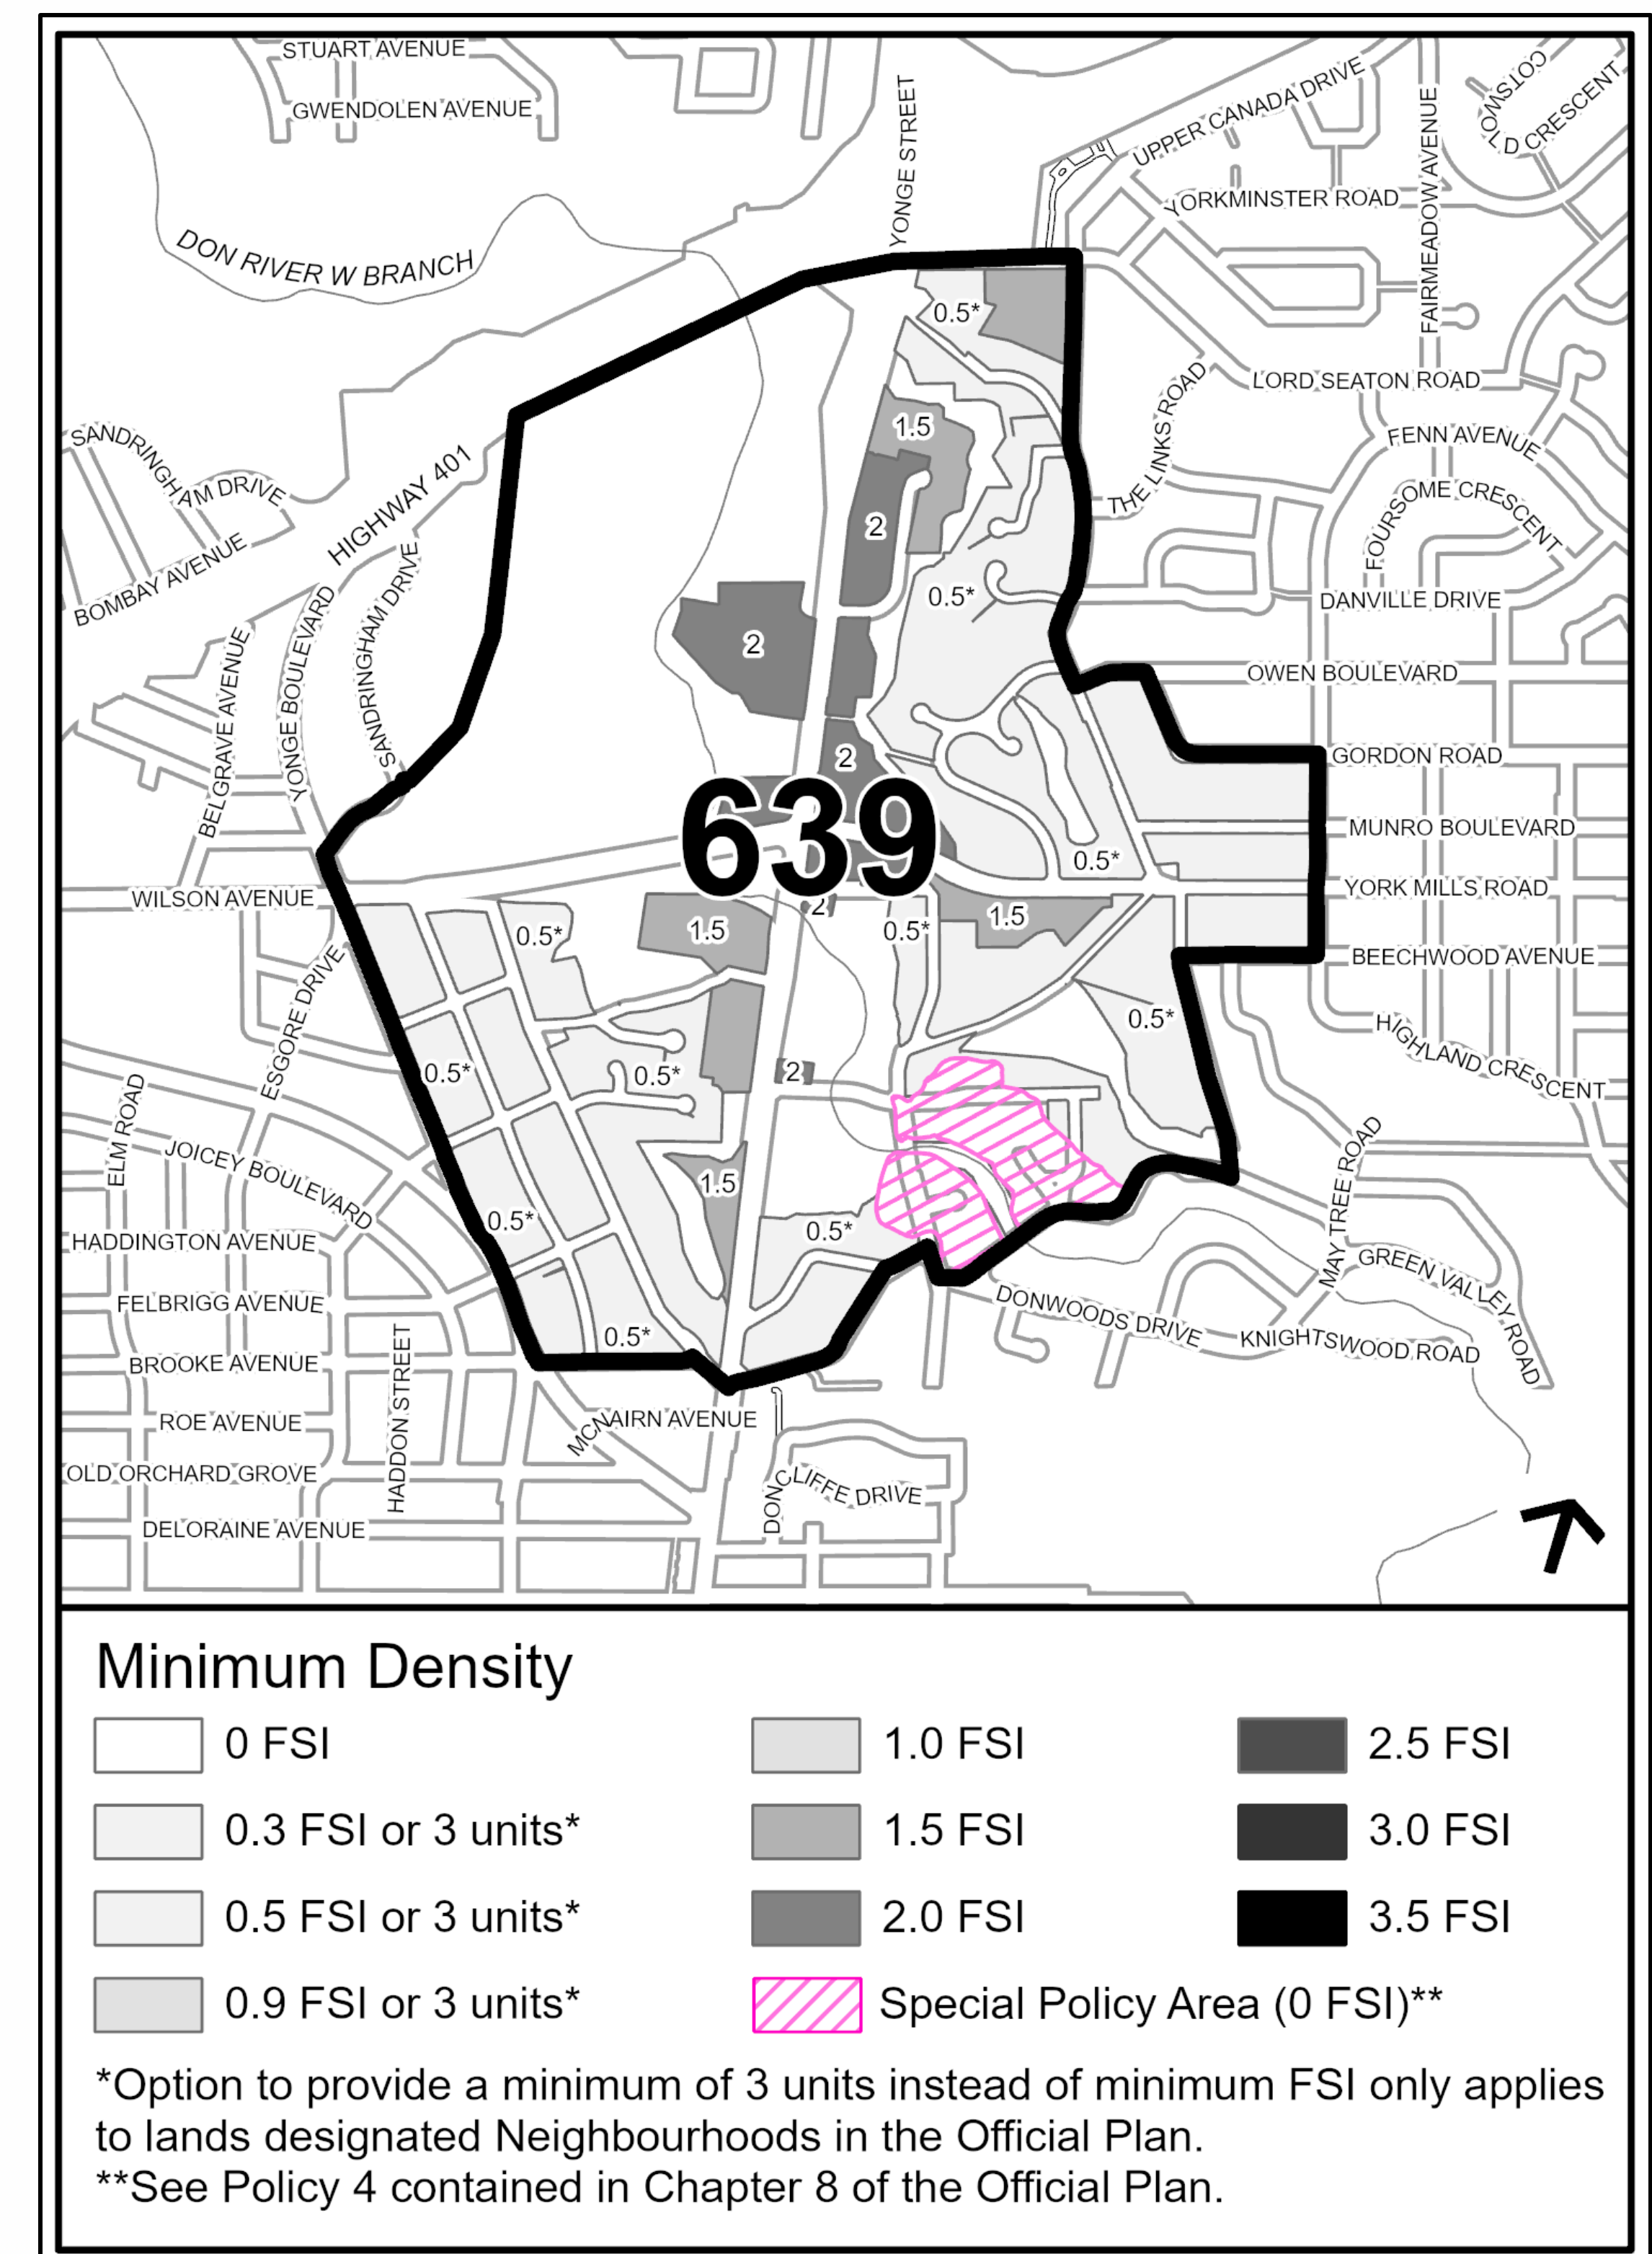 STUART AVENUE
GWENDOLEN AVENUE
YONGE STREET
UPPER CANADA DRIVE
FAIRMEADOW AVENUE
COTSWOLD CRESCENT
YORKMINSTER ROAD
DON RIVER W BRANCH
0.5*
THE LINKS ROAD
LORD SEATON ROAD
SANDRINGHAM DRIVE
HIGHWAY 401
1.5
FENN AVENUE
FOURSOME CRESCENT
BOMBAY AVENUE
2
SANDRINGHAM DRIVE
YONGE BOULEVARD
BELGRAVE AVENUE
0.5*
DANVILLE DRIVE
2
OWEN BOULEVARD
2
GORDON ROAD
639
MUNRO BOULEVARD
0.5*
WILSON AVENUE
YORK MILLS ROAD
2
0.5*
1.5
0.5*
1.5
BEECHWOOD AVENUE
ESGORE DRIVE
0.5*
HIGHLAND CRESCENT
0.5*
0.5*
2
ELM ROAD
JOICEY BOULEVARD
MAY TREE ROAD
1.5
0.5*
0.5*
HADDINGTON AVENUE
GREEN VALLEY ROAD
FELBRIGG AVENUE
DONWOODS DRIVE
KNIGHTSWOOD ROAD
0.5*
BROOKE AVENUE
HADDON STREET
ROE AVENUE
MCNAIRN AVENUE
OLD ORCHARD GROVE
DONCLIFFE DRIVE
DELORAINE AVENUE
Minimum Density
0 FSI
0.3 FSI or 3 units*
0.5 FSI or 3 units*
0.9 FSI or 3 units*
1.0 FSI
1.5 FSI
2.0 FSI
Special Policy Area (0 FSI)**
2.5 FSI
3.0 FSI
3.5 FSI
*Option to provide a minimum of 3 units instead of minimum FSI only applies
to lands designated Neighbourhoods in the Official Plan.
**See Policy 4 contained in Chapter 8 of the Official Plan.